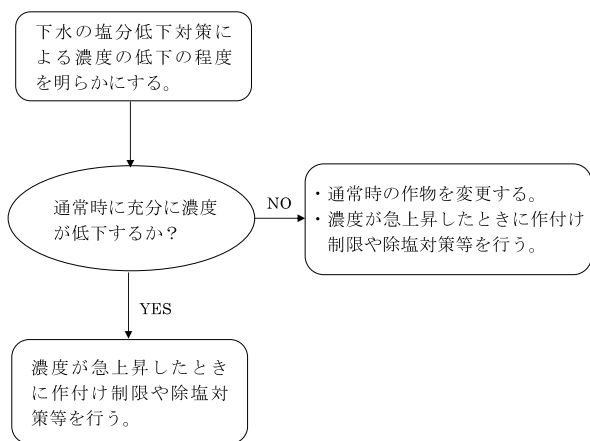 下水の塩分低下対策に
よる濃度の低下の程度
を明らかにする。
通常時に充分に濃度
が低下するか？
NO
・通常時の作物を変更する。
・濃度が急上昇したときに作付け
制限や除塩対策等を行う。
YES
濃度が急上昇したとき
に作付け制限や除塩対
策等を行う。